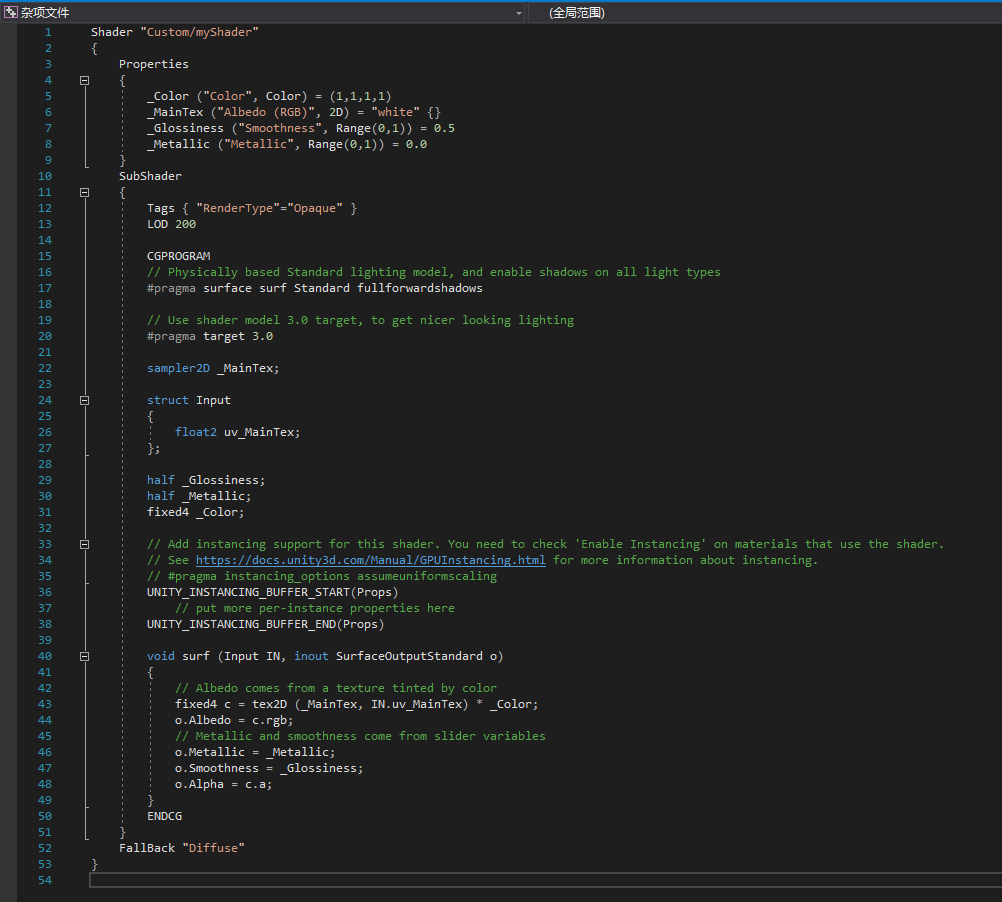 杂项文件 (全局范围)
1 Shader "Custom/myShader"
2 {
3 Properties
4 {
5 _Color ("Color", Color) = (1,1,1,1)
6 _MainTex ("Albedo (RGB)", 2D) = "white" {}
7 _Glossiness ("Smoothness", Range(0,1)) = 0.5
8 _Metallic ("Metallic", Range(0,1)) = 0.0
9 }
10 SubShader
11 {
12 Tags { "RenderType"="Opaque" }
13 LOD 200
14
15 CGPROGRAM
16 // Physically based Standard lighting model, and enable shadows on all light types
17 #pragma surface surf Standard fullforwardshadows
18
19 // Use shader model 3.0 target, to get nicer looking lighting
20 #pragma target 3.0
21
22 sampler2D _MainTex;
23
24 struct Input
25 {
26 float2 uv_MainTex;
27 };
28
29 half _Glossiness;
30 half _Metallic;
31 fixed4 _Color;
32
33 // Add instancing support for this shader. You need to check 'Enable Instancing' on materials that use the shader.
34 // See https://docs.unity3d.com/Manual/GPUInstancing.html for more information about instancing.
35 // #pragma instancing_options assumeuniformscaling
36 UNITY_INSTANCING_BUFFER_START(Props)
37 // put more per-instance properties here
38 UNITY_INSTANCING_BUFFER_END(Props)
39
40 void surf (Input IN, inout SurfaceOutputStandard o)
41 {
42 // Albedo comes from a texture tinted by color
43 fixed4 c = tex2D (_MainTex, IN.uv_MainTex) * _Color;
44 o.Albedo = c.rgb;
45 // Metallic and smoothness come from slider variables
46 o.Metallic = _Metallic;
47 o.Smoothness = _Glossiness;
48 o.Alpha = c.a;
49 }
50 ENDCG
51 }
52 FallBack "Diffuse"
53 }
54